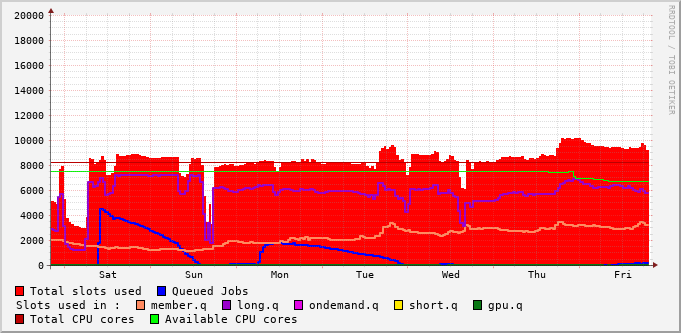 20000
18000
16000
14000
12000
10000
8000
6000
4000
2000
0
Sat Sun Mon Tue Wed Thu Fri
RRDTOOL / TOBI OETIKER
Total slots used Queued Jobs
Slots used in : member.q long.q ondemand.q short.q gpu.q
Total CPU cores Available CPU cores